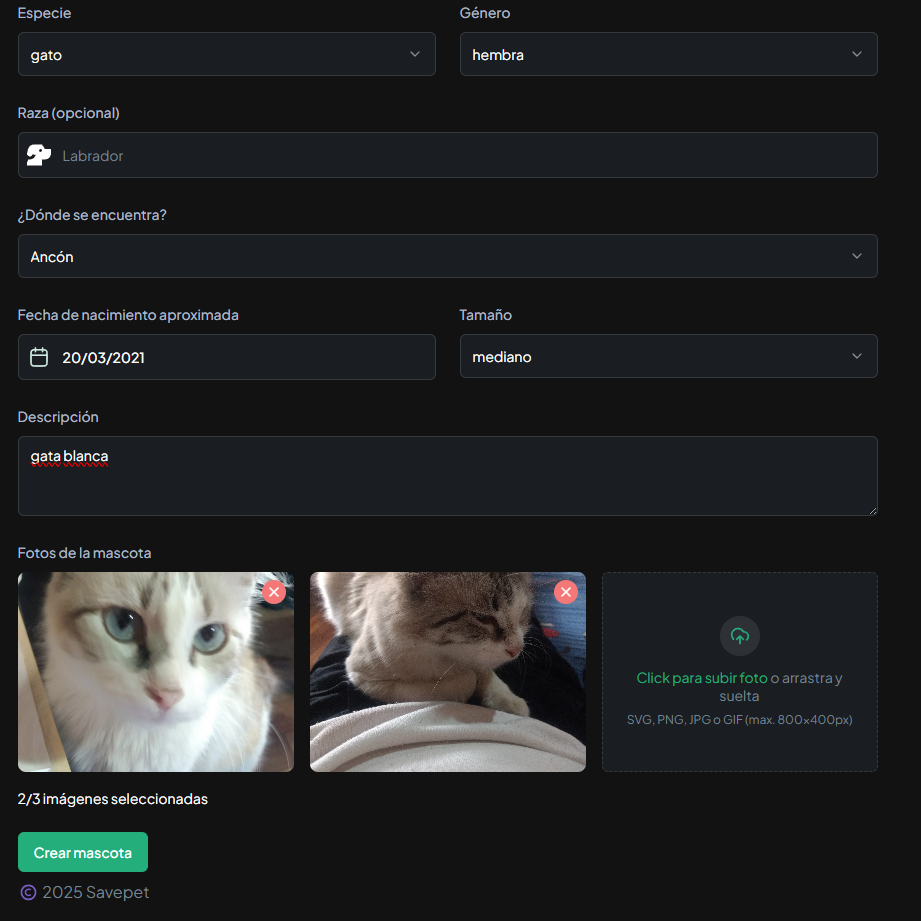 Especie
Género
gato
hembra
Raza (opcional)
Labrador
¿Dónde se encuentra?
Ancón
Fecha de nacimiento aproximada
Tamaño
20/03/2021
mediano
Descripción
gata blanca
Fotos de la mascota
Click para subir foto o arrastra y
suelta
SVG, PNG, JPG o GIF (max. 800x400px)
2/3 imágenes seleccionadas
Crear mascota
© 2025 Savepet